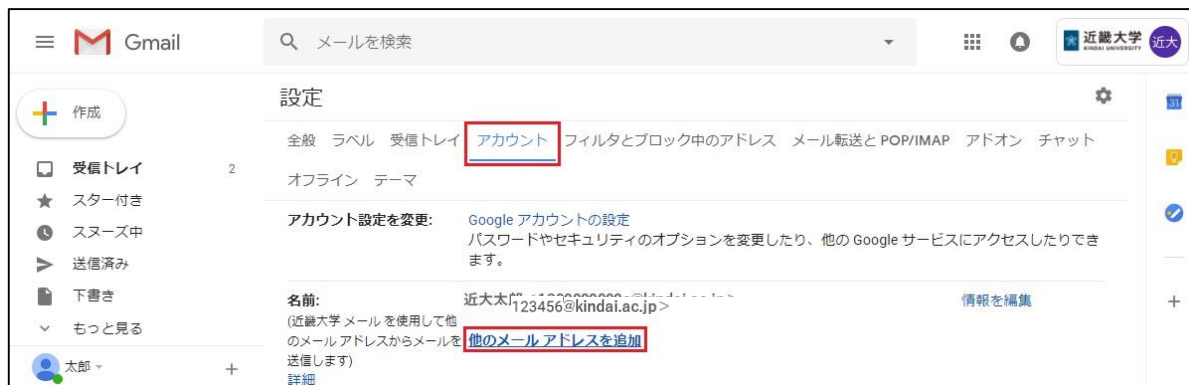 Gmail
メールを検索
近畿大学
KINDAI UNIVERSITY
近大
作成
設定
31
全般 ラベル 受信トレイ アカウント フィルタとブロック中のアドレス メール転送と POP/IMAP アドオン チャット
オフライン テーマ
受信トレイ 2
スター付き
スヌーズ中
送信済み
下書き
もっと見る
太郎
アカウント設定を変更: Google アカウントの設定
パスワードやセキュリティのオプションを変更したり、他の Google サービスにアクセスしたりでき
ます。
名前:
(近畿大学 メール を使用して他
のメール アドレスからメールを
送信します)
詳細
近大太郎
123456@kindai.ac.jp>
情報を編集
他のメール アドレスを追加